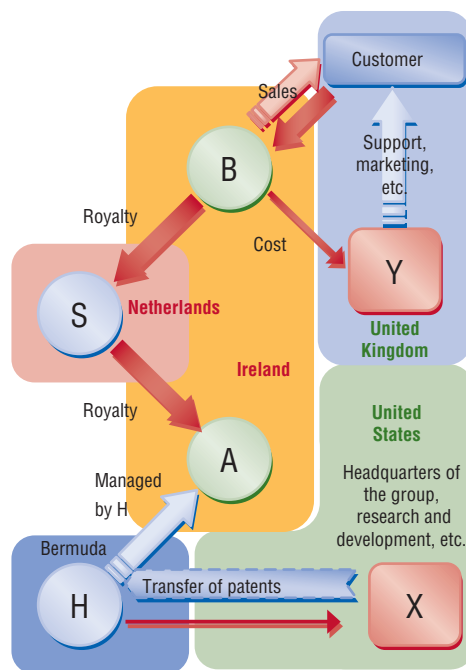 Customer
Sales
B
Support,
marketing,
etc.
Royalty
Cost
Y
S
Netherlands
United
Kingdom
Ireland
Royalty
United
States
A
Managed
by H
Headquarters of
the group,
research and
development, etc.
Bermuda
Transfer of patents
H
X